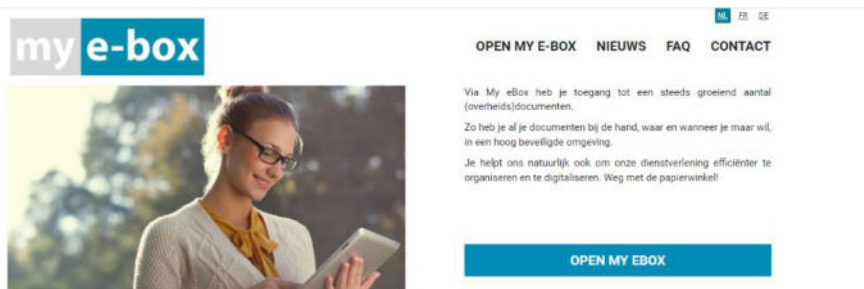 NL FR DE
my e-box
OPEN MY E-BOX NIEUWS FAQ CONTACT
Via My eBox heb je toegang tot een steeds groeiend aantal
(overheids)documenten.
Zo heb je al je documenten bij de hand, waar en wanneer je maar wil,
in een hoog beveiligde omgeving.
Je helpt ons natuurlijk ook om onze dienstverlening efficiënter te
organiseren en te digitaliseren. Weg met de papierwinkel!
OPEN MY EBOX